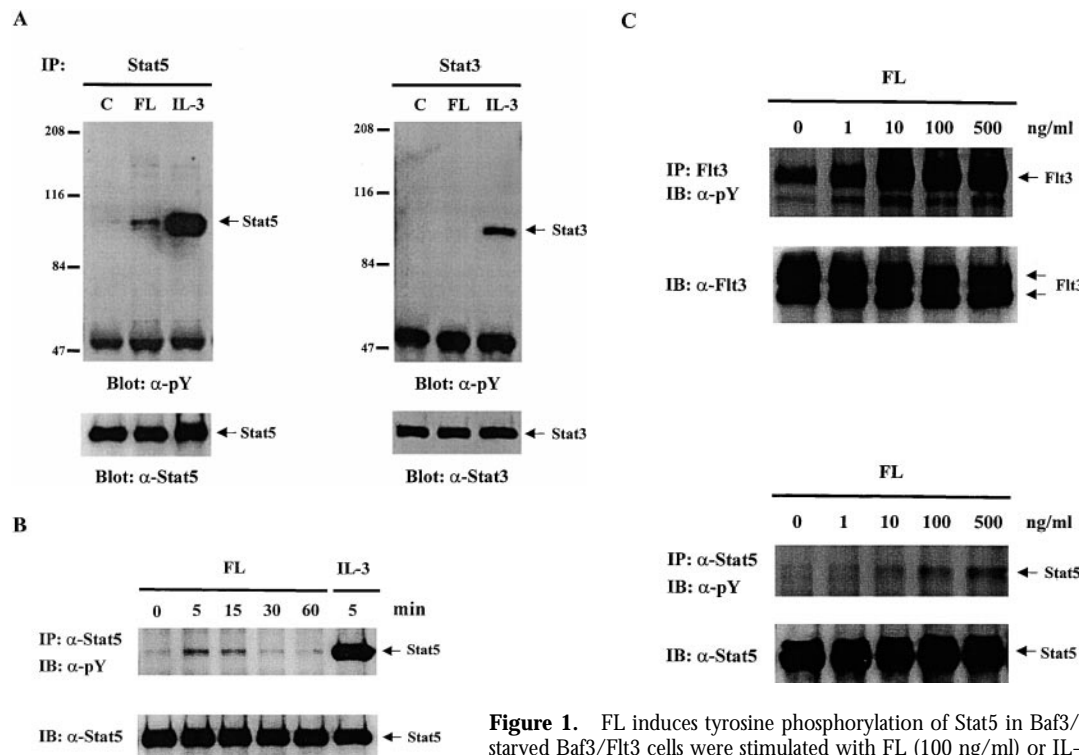 A
IP: Stat5
C FL IL-3
208
116
← Stat5
84
47
Blot: α-pY
← Stat5
Blot: α-Stat5
Stat3
C FL IL-3
208
116
← Stat3
84
47
Blot: α-pY
← Stat3
Blot: α-Stat3
B
FL IL-3
0 5 15 30 60 5 min
IP: α-Stat5
IB: α-pY
← Stat5
IB: α-Stat5 ← Stat5
C
FL
0 1 10 100 500 ng/ml
IP: Flt3
IB: α-pY
← Flt3
IB: α-Flt3
Flt3
FL
0 1 10 100 500 ng/ml
IP: α-Stat5
IB: α-pY
← Stat5
IB: α-Stat5 ← Stat5
Figure 1. FL induces tyrosine phosphorylation of Stat5 in Baf3/
starved Baf3/Flt3 cells were stimulated with FL (100 ng/ml) or IL